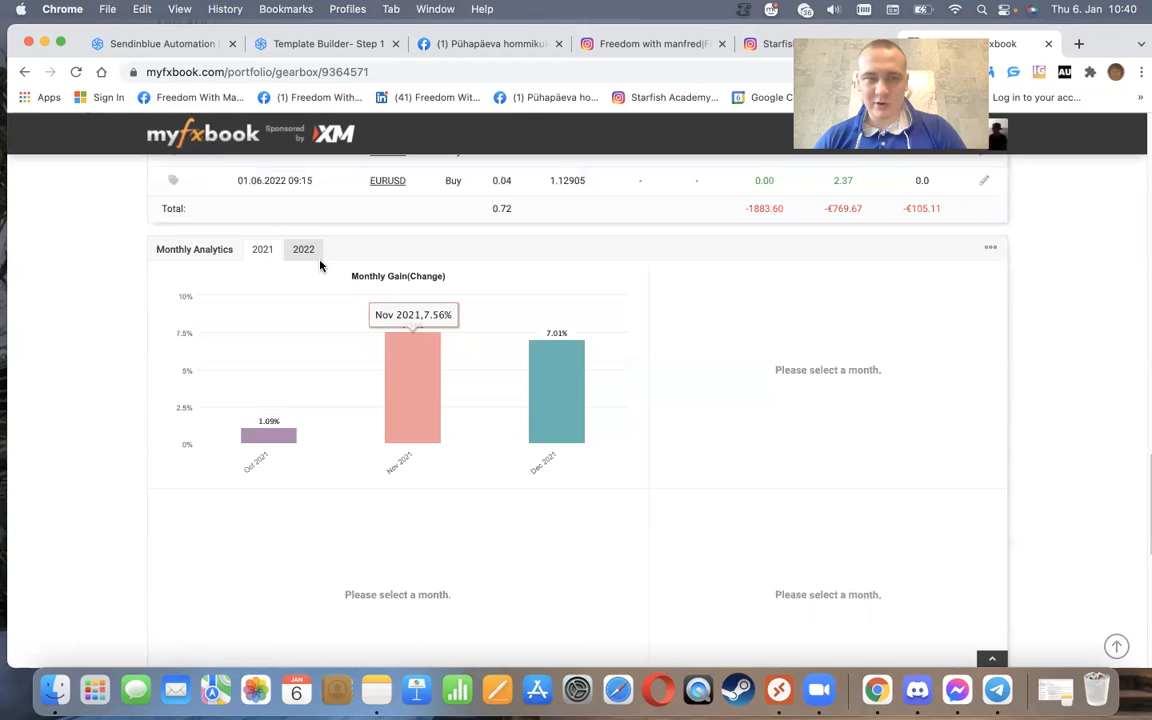 Chrome File Edit View History Bookmarks Profiles Tab Window Help Thu 6. Jan 10:40
Sendinblue Automation Template Builder- Step 1 (1) Pühapäeva hommiku Freedom with manfred|F Starfis xbook
myfxbook.com/portfolio/gearbox/9364571
Apps Sign In Freedom With Ma... (1) Freedom With... (41) Freedom Wit... (1) Pühapäeva ho... Starfish Academy... Google C Log in to your acc... »
myfxbook Sponsored by XM
01.06.2022 09:15 EURUSD Buy 0.04 1.12905 - - 0.00 2.37 0.0
Total: 0.72 -1883.60 -€769.67 -€105.11
Monthly Analytics 2021 2022
Monthly Gain(Change)
10%
Nov 2021,7.56%
7.5% 7.01%
5% Please select a month.
2.5% 1.09%
0%
Oct 2021 Nov 2021 Dec 2021
Please select a month. Please select a month.
JAN
6